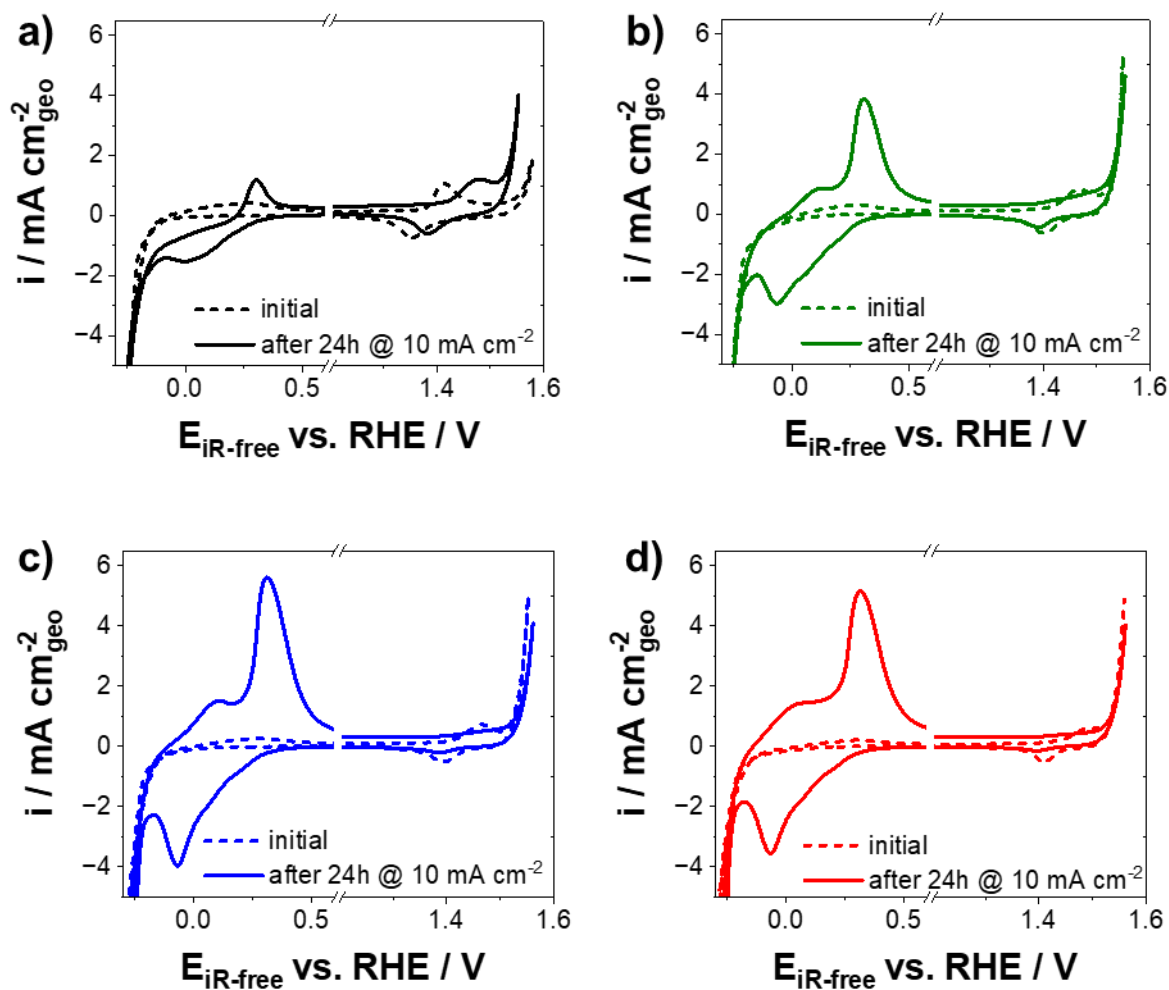 a)
6
4
2
0
−2
−4
i / mA cm⁻²geo
initial
after 24h @ 10 mA cm⁻²
0.0 0.5 1.4 1.6
E iR-free vs. RHE / V
b)
6
4
2
0
−2
−4
i / mA cm⁻²geo
initial
after 24h @ 10 mA cm⁻²
0.0 0.5 1.4 1.6
E iR-free vs. RHE / V
c)
6
4
2
0
−2
−4
i / mA cm⁻²geo
initial
after 24h @ 10 mA cm⁻²
0.0 0.5 1.4 1.6
E iR-free vs. RHE / V
d)
6
4
2
0
−2
−4
i / mA cm⁻²geo
initial
after 24h @ 10 mA cm⁻²
0.0 0.5 1.4 1.6
E iR-free vs. RHE / V